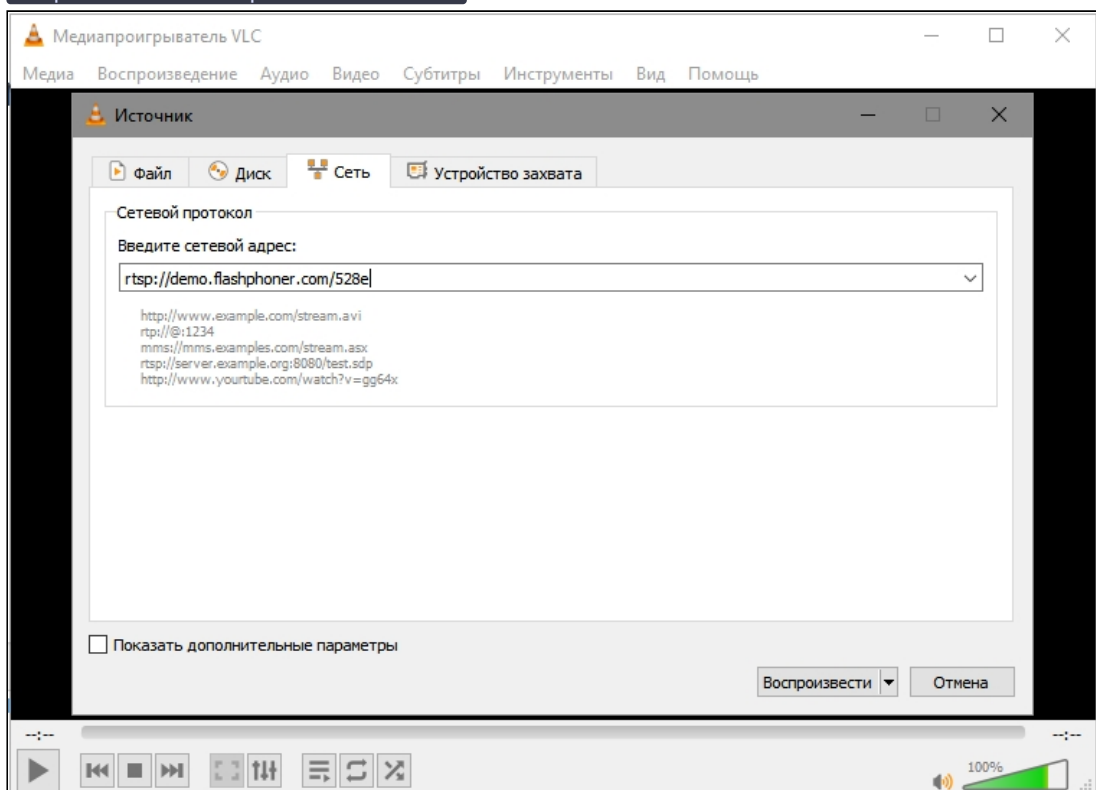 Медиапроигрыватель VLC
Медиа Воспроизведение Аудио Видео Субтитры Инструменты Вид Помощь
Источник
Файл Диск Сеть Устройство захвата
Сетевой протокол
Введите сетевой адрес:
rtsp://demo.flashphoner.com/528e
http://www.example.com/stream.avi
rtp://@:1234
mms://mms.examples.com/stream.asx
rtsp://server.example.org:8080/test.sdp
http://www.yourtube.com/watch?v=gg64x
Показать дополнительные параметры
Воспроизвести Отмена
--:-- --:--
100%